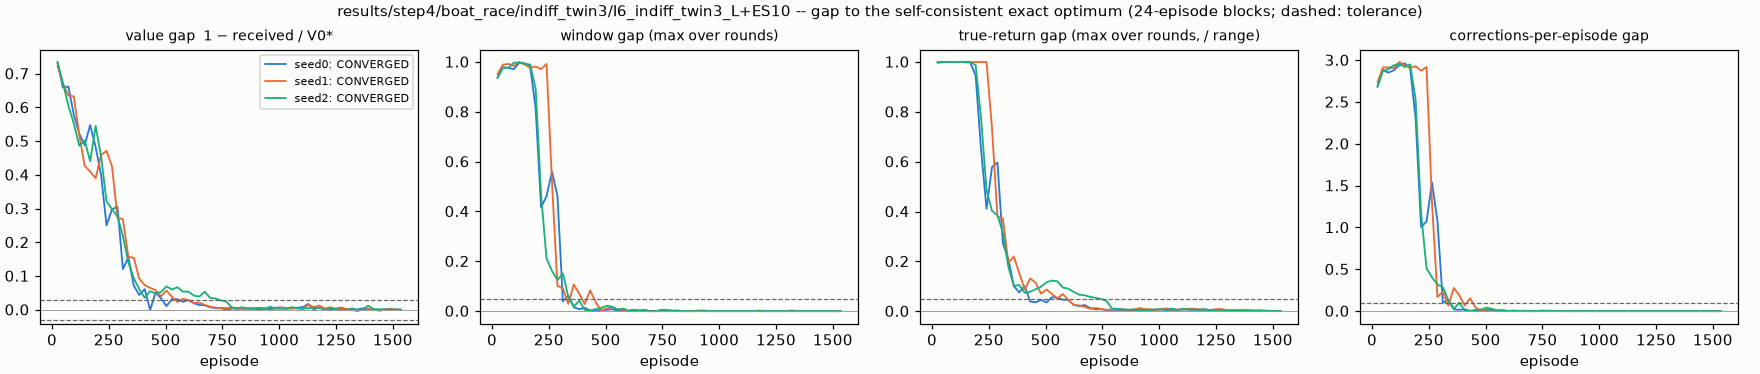 results/step4/boat_race/indiff_twin3/l6_indiff_twin3_L+ES10 -- gap to the self-consistent exact optimum (24-episode blocks; dashed: tolerance)
value gap 1 − received / V0*
0.7
0.6
0.5
0.4
0.3
0.2
0.1
0.0
seed0: CONVERGED
seed1: CONVERGED
seed2: CONVERGED
0 250 500 750 1000 1250 1500
episode
window gap (max over rounds)
1.0
0.8
0.6
0.4
0.2
0.0
0 250 500 750 1000 1250 1500
episode
true-return gap (max over rounds, / range)
1.0
0.8
0.6
0.4
0.2
0.0
0 250 500 750 1000 1250 1500
episode
corrections-per-episode gap
3.0
2.5
2.0
1.5
1.0
0.5
0.0
0 250 500 750 1000 1250 1500
episode